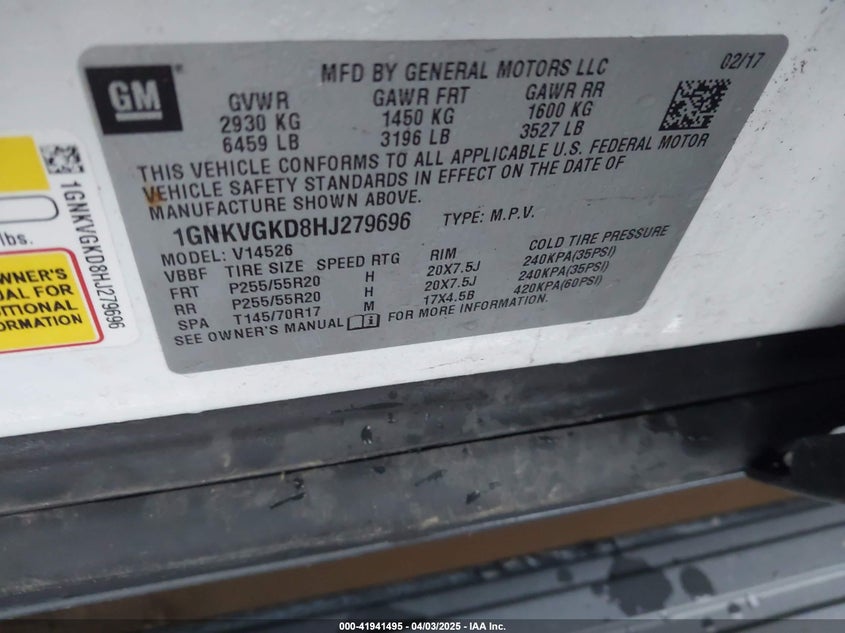 GM
MFD BY GENERAL MOTORS LLC
02/17
GVWR GAWR FRT GAWR RR
2930 KG 1450 KG 1600 KG
6459 LB 3196 LB 3527 LB
THIS VEHICLE CONFORMS TO ALL APPLICABLE U.S. FEDERAL MOTOR
VEHICLE SAFETY STANDARDS IN EFFECT ON THE DATE OF
MANUFACTURE SHOWN ABOVE.
1GNKVGKD8HJ279696 TYPE: M.P.V.
MODEL: V14526
VBBF TIRE SIZE SPEED RTG RIM COLD TIRE PRESSURE
FRT P255/55R20 H 20X7.5J 240KPA(35PSI)
RR P255/55R20 H 20X7.5J 240KPA(35PSI)
SPA T145/70R17 M 17X4.5B 420KPA(60PSI)
SEE OWNER'S MANUAL FOR MORE INFORMATION.
1GNKVGKD8HJ279696
lbs.
OWNER'S
FOR
INFORMATION
000-41941495 - 04/03/2025 - IAA Inc.